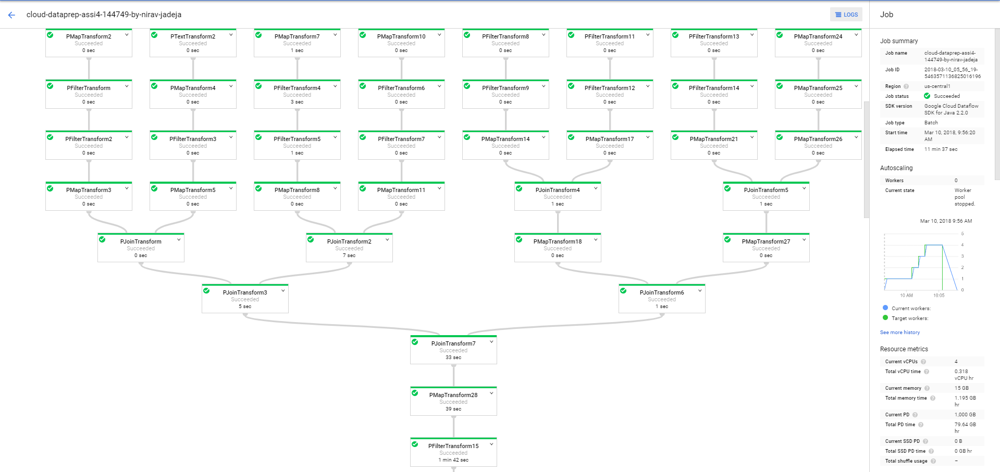 cloud-dataprep-assi4-144749-by-nirav-jadeja
LOGS
PMapTransform2
Succeeded
0 sec
PTextTransform2
Succeeded
0 sec
PMapTransform7
Succeeded
1 sec
PMapTransform10
Succeeded
0 sec
PFilterTransform8
Succeeded
0 sec
PFilterTransform11
Succeeded
0 sec
PFilterTransform13
Succeeded
0 sec
PMapTransform24
Succeeded
0 sec
PFilterTransform
Succeeded
0 sec
PMapTransform4
Succeeded
0 sec
PFilterTransform4
Succeeded
3 sec
PFilterTransform6
Succeeded
0 sec
PFilterTransform9
Succeeded
0 sec
PFilterTransform12
Succeeded
0 sec
PFilterTransform14
Succeeded
0 sec
PMapTransform25
Succeeded
0 sec
PFilterTransform2
Succeeded
0 sec
PFilterTransform3
Succeeded
0 sec
PFilterTransform5
Succeeded
1 sec
PFilterTransform7
Succeeded
0 sec
PMapTransform14
Succeeded
0 sec
PMapTransform17
Succeeded
0 sec
PMapTransform21
Succeeded
0 sec
PMapTransform26
Succeeded
0 sec
PMapTransform3
Succeeded
0 sec
PMapTransform5
Succeeded
0 sec
PMapTransform8
Succeeded
0 sec
PMapTransform11
Succeeded
0 sec
PJoinTransform4
Succeeded
1 sec
PJoinTransform5
Succeeded
1 sec
PJoinTransform
Succeeded
0 sec
PJoinTransform2
Succeeded
7 sec
PMapTransform18
Succeeded
0 sec
PMapTransform27
Succeeded
0 sec
PJoinTransform3
Succeeded
5 sec
PJoinTransform6
Succeeded
1 sec
PJoinTransform7
Succeeded
33 sec
PMapTransform28
Succeeded
39 sec
PFilterTransform15
Succeeded
1 min 42 sec
Job
Job summary
Job name cloud-dataprep-assi4-
144749-by-nirav-jadeja
Job ID 2018-03-10_05_56_19-
5463571136825016196
Region ? us-central1
Job status Succeeded
SDK version Google Cloud Dataflow
SDK for Java 2.2.0
Job type Batch
Start time Mar 10, 2018, 9:56:20
AM
Elapsed time 11 min 37 sec
Autoscaling
Workers 0
Current state Worker
pool
stopped.
Mar 10, 2018 9:56 AM
5
4
3
2
1
0
10 AM 10:05
Current workers:
Target workers:
See more history
Resource metrics
Current vCPUs ? 4
Total vCPU time ? 0.318
vCPU hr
Current memory ? 15 GB
Total memory time ? 1.195 GB
hr
Current PD ? 1,000 GB
Total PD time ? 79.64 GB
hr
Current SSD PD ? 0 B
Total SSD PD time ? 0 GB hr
Total shuffle usage ? –